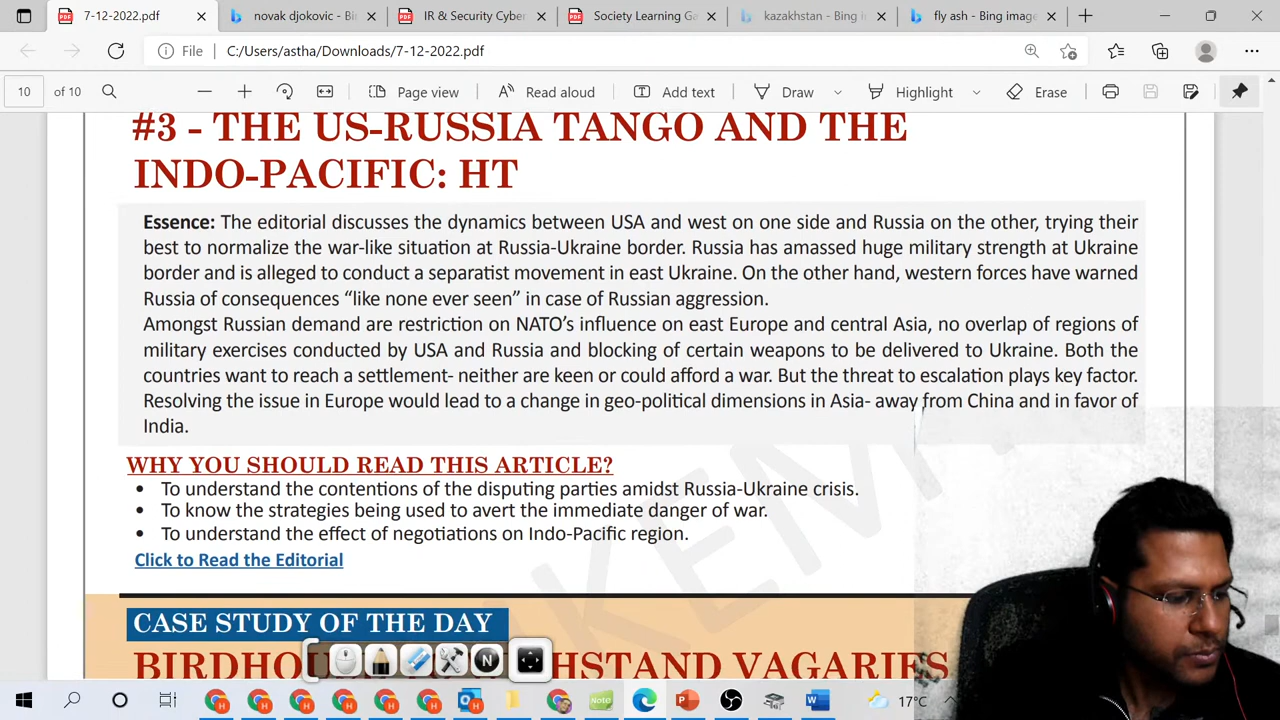 7-12-2022.pdf
novak djokovic - Bi
IR & Security Cyber
Society Learning Ga
kazakhstan - Bing i
fly ash - Bing image
File C:/Users/astha/Downloads/7-12-2022.pdf
10 of 10 Page view Read aloud Add text Draw Highlight Erase
#3 - THE US-RUSSIA TANGO AND THE
INDO-PACIFIC: HT
Essence: The editorial discusses the dynamics between USA and west on one side and Russia on the other, trying their
best to normalize the war-like situation at Russia-Ukraine border. Russia has amassed huge military strength at Ukraine
border and is alleged to conduct a separatist movement in east Ukraine. On the other hand, western forces have warned
Russia of consequences “like none ever seen” in case of Russian aggression.
Amongst Russian demand are restriction on NATO’s influence on east Europe and central Asia, no overlap of regions of
military exercises conducted by USA and Russia and blocking of certain weapons to be delivered to Ukraine. Both the
countries want to reach a settlement- neither are keen or could afford a war. But the threat to escalation plays key factor.
Resolving the issue in Europe would lead to a change in geo-political dimensions in Asia- away from China and in favor of
India.
WHY YOU SHOULD READ THIS ARTICLE?
• To understand the contentions of the disputing parties amidst Russia-Ukraine crisis.
• To know the strategies being used to avert the immediate danger of war.
• To understand the effect of negotiations on Indo-Pacific region.
Click to Read the Editorial
CASE STUDY OF THE DAY
VAGARIES
17°C